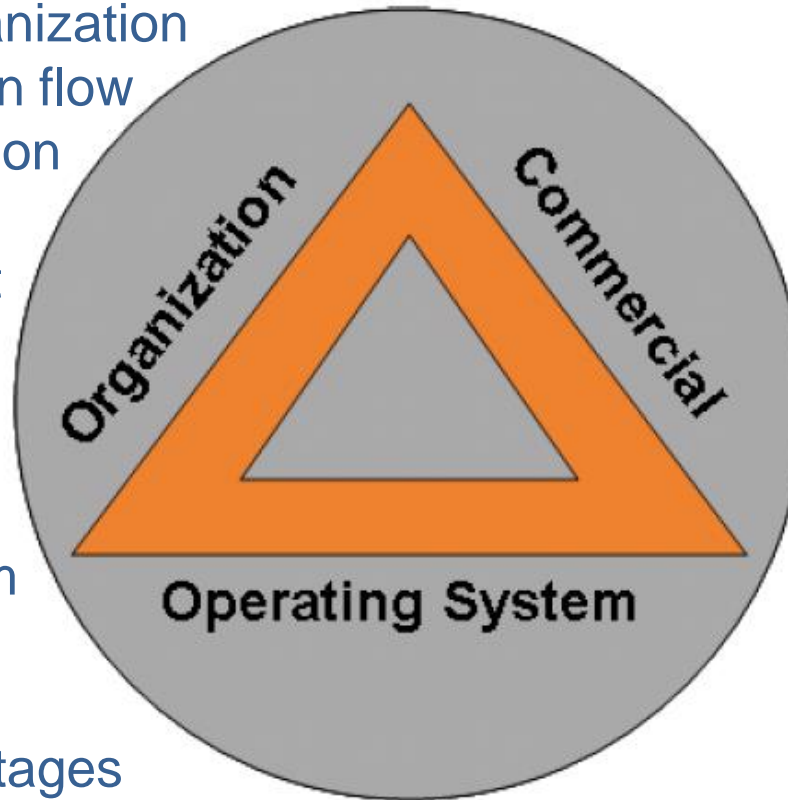 anization
n flow
on
t
n
tages
Organization
Commercial
Operating System